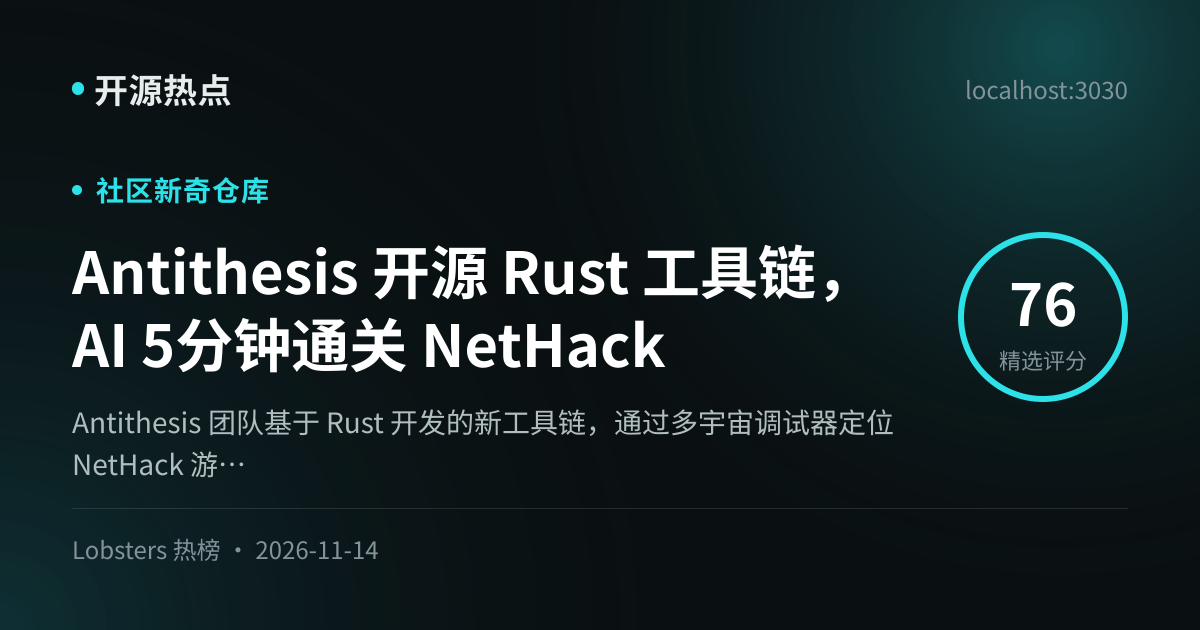 开源热点
localhost:3030
社区新奇仓库
Antithesis 开源 Rust 工具链，
AI 5分钟通关 NetHack
76
精选评分
Antithesis 团队基于 Rust 开发的新工具链，通过多宇宙调试器定位
NetHack 游…
Lobsters 热榜 · 2026-11-14